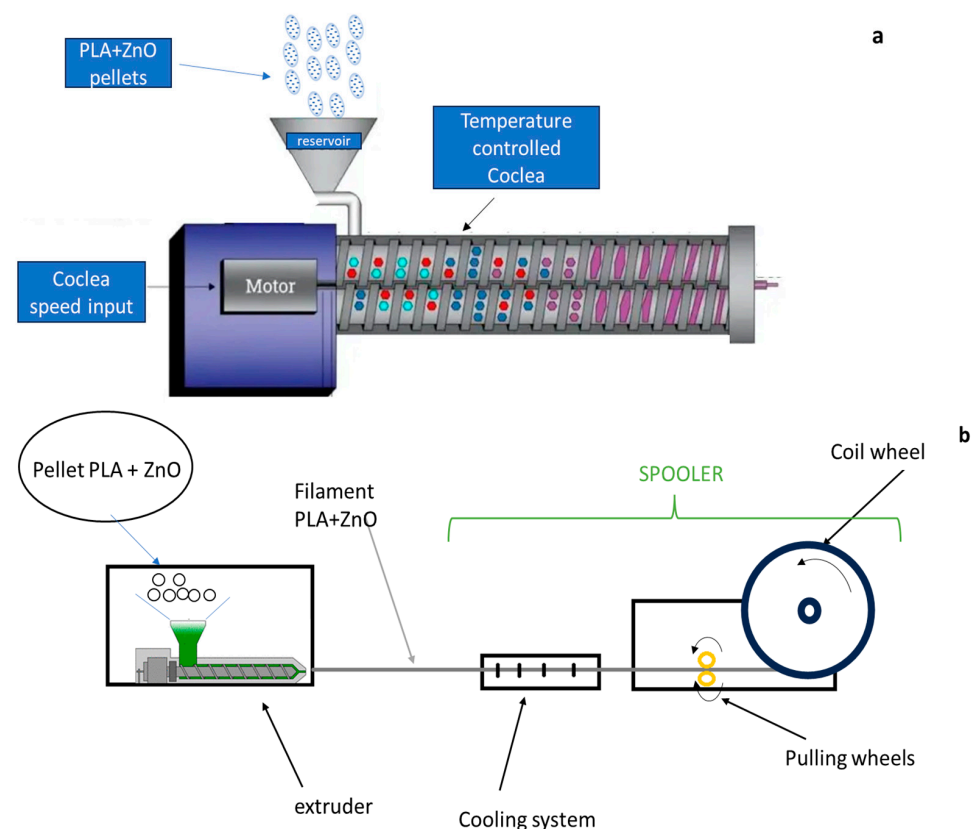 a
PLA+ZnO
pellets
reservoir
Temperature
controlled
Coclea
Coclea
speed input
Motor
b
Pellet PLA + ZnO
Filament
PLA+ZnO
SPOOLER
Coil wheel
Pulling wheels
extruder
Cooling system